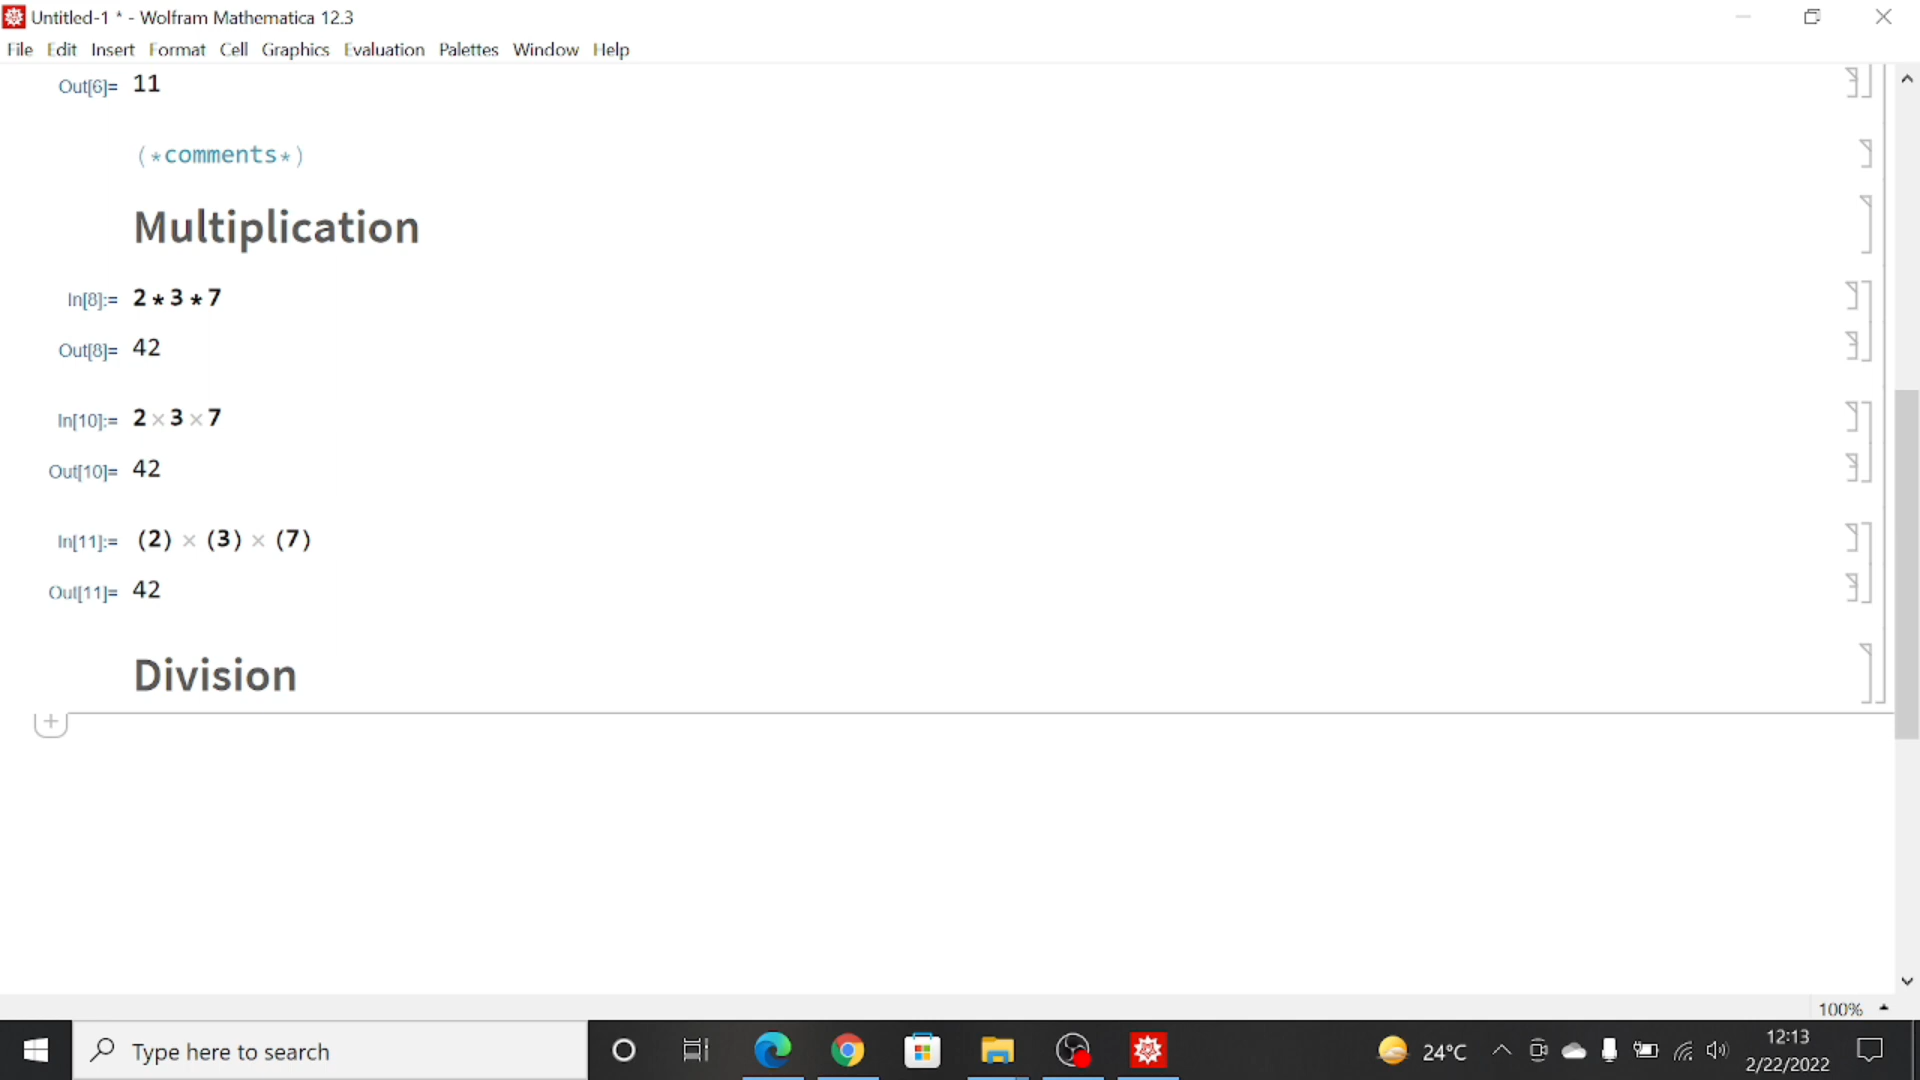 Untitled-1 * - Wolfram Mathematica 12.3
File Edit Insert Format Cell Graphics Evaluation Palettes Window Help
Out[6]= 11
(*comments*)
Multiplication
In[8]:= 2*3*7
Out[8]= 42
In[10]:= 2×3×7
Out[10]= 42
In[11]:= (2) × (3) × (7)
Out[11]= 42
Division
100%
Type here to search
24°C
12:13
2/22/2022